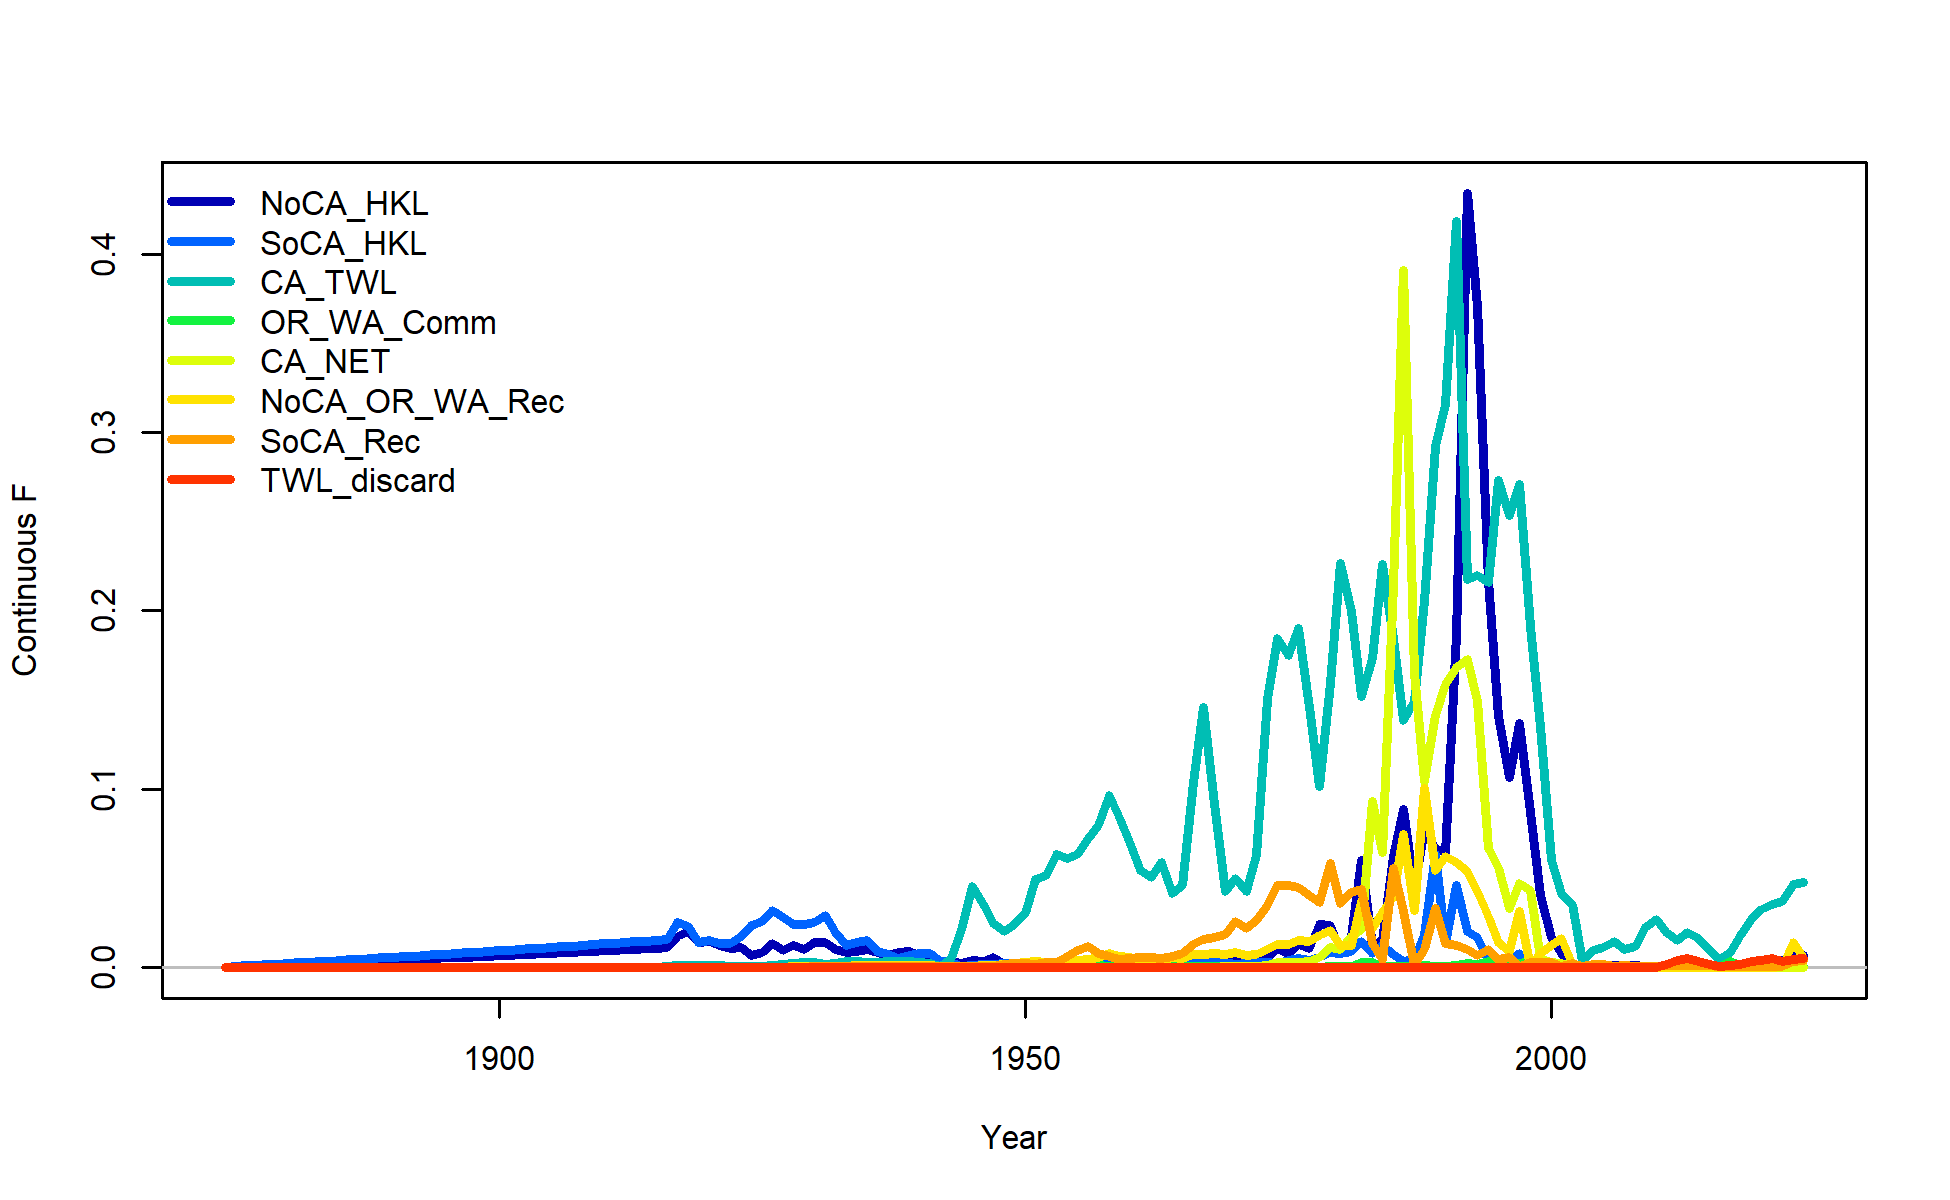 NoCA_HKL
SoCA_HKL
CA_TWL
OR_WA_Comm
CA_NET
NoCA_OR_WA_Rec
SoCA_Rec
TWL_discard
Continuous F
0.4
0.3
0.2
0.1
0.0
1900 1950 2000
Year